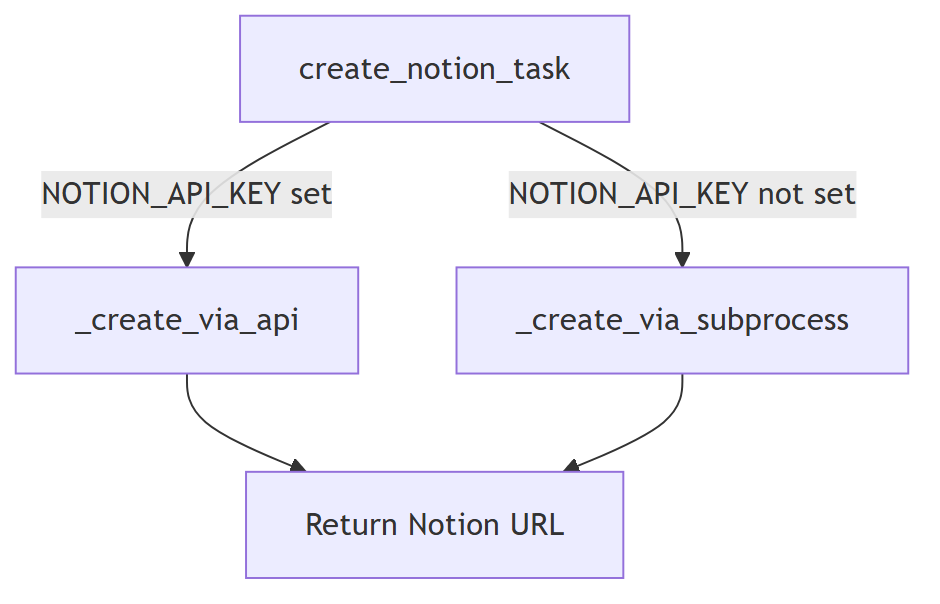 create_notion_task
NOTION_API_KEY set
NOTION_API_KEY not set
_create_via_api
_create_via_subprocess
Return Notion URL